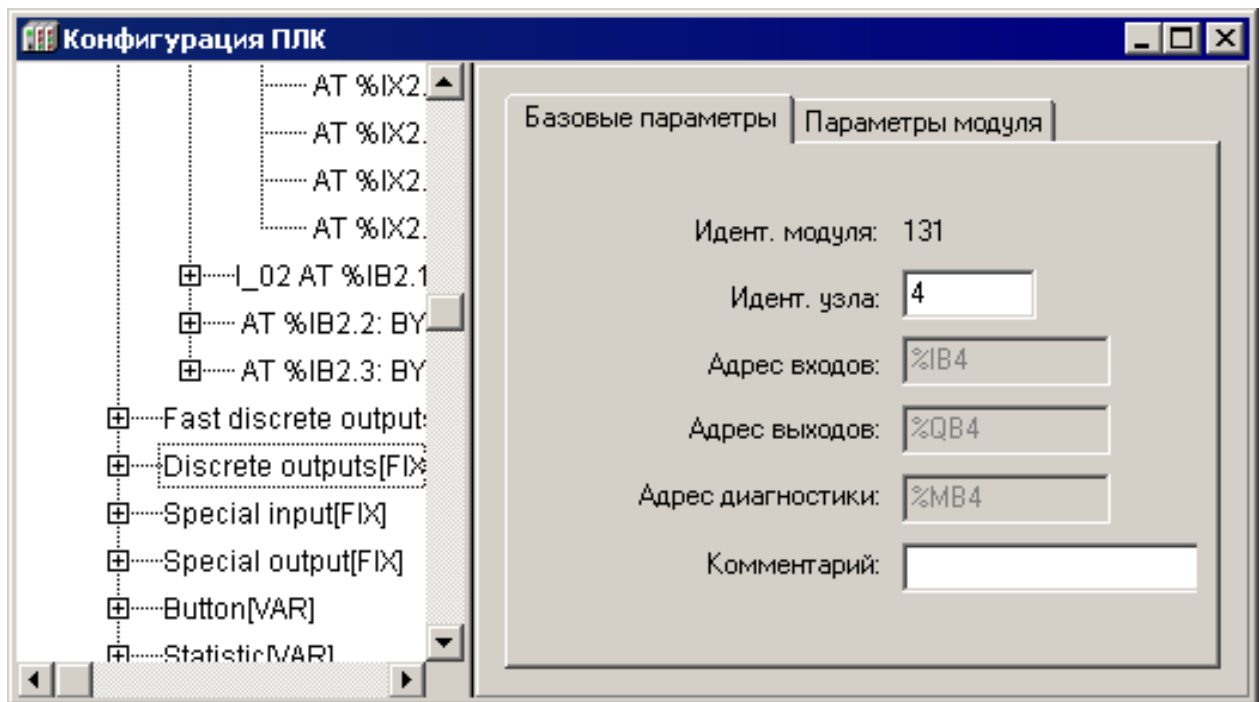 Конфигурация ПЛК
AT %IX2.
AT %IX2.
AT %IX2.
AT %IX2.
I_02 AT %IB2.1
AT %IB2.2: BY
AT %IB2.3: BY
Fast discrete output
Discrete outputs[FIX
Special input[FIX]
Special output[FIX]
Button[VAR]
Statistic[VAR]
Базовые параметры
Параметры модуля
Идент. модуля: 131
Идент. узла: 4
Адрес входов: %IB4
Адрес выходов: %QB4
Адрес диагностики: %MB4
Комментарий: